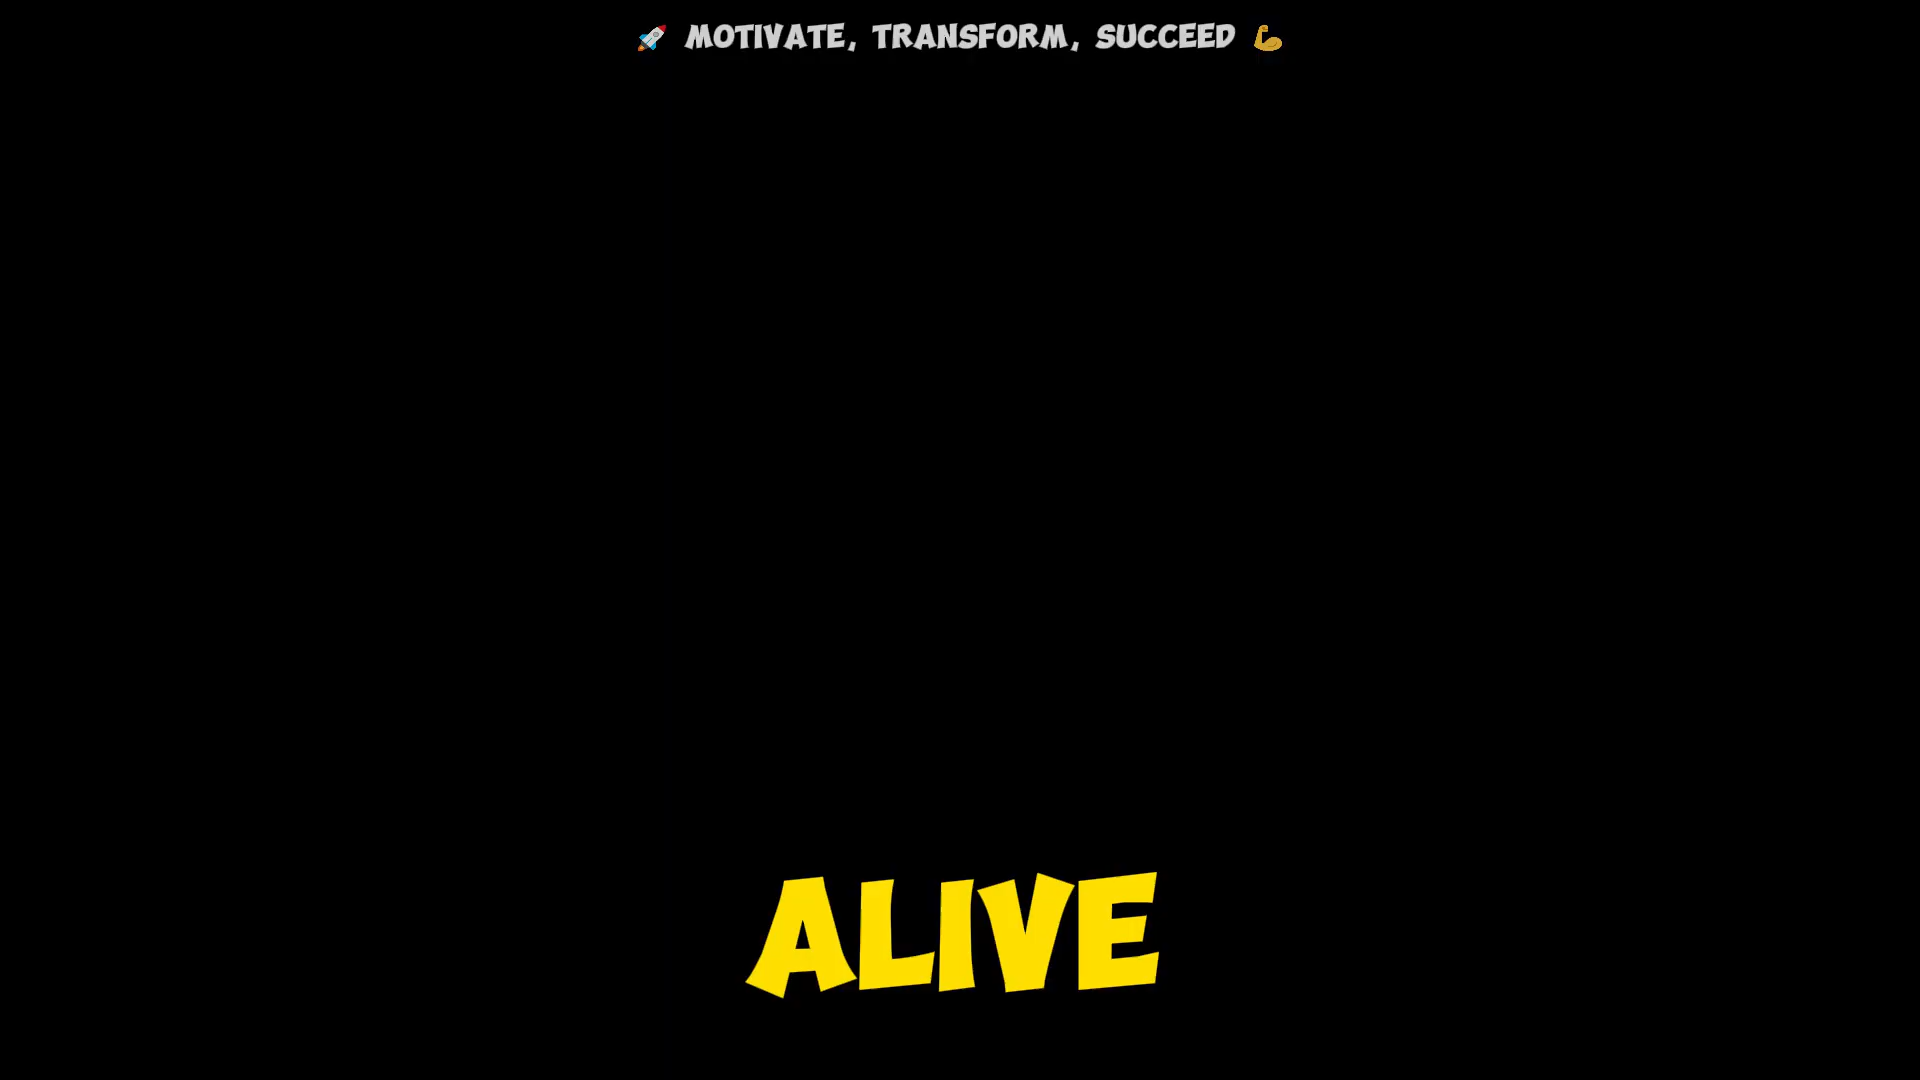 🚀 MOTIVATE, TRANSFORM, SUCCEED 💪
ALIVE